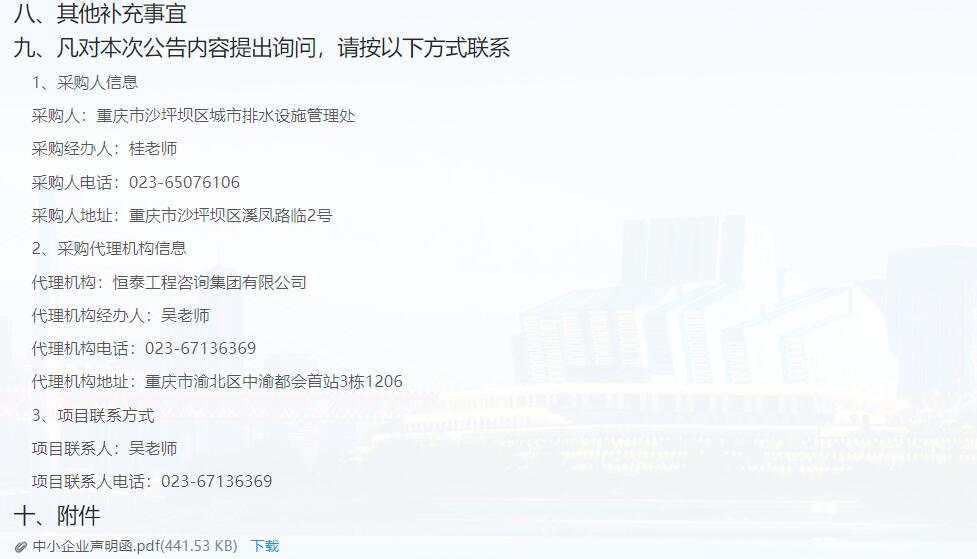 八、其他补充事宜
九、凡对本次公告内容提出询问，请按以下方式联系
1、采购人信息
采购人：重庆市沙坪坝区城市排水设施管理处
采购经办人：桂老师
采购人电话：023-65076106
采购人地址：重庆市沙坪坝区溪凤路临2号
2、采购代理机构信息
代理机构：恒泰工程咨询集团有限公司
代理机构经办人：吴老师
代理机构电话：023-67136369
代理机构地址：重庆市渝北区中渝都会首站3栋1206
3、项目联系方式
项目联系人：吴老师
项目联系人电话：023-67136369
十、附件
中小企业声明函.pdf(441.53 KB) 下载